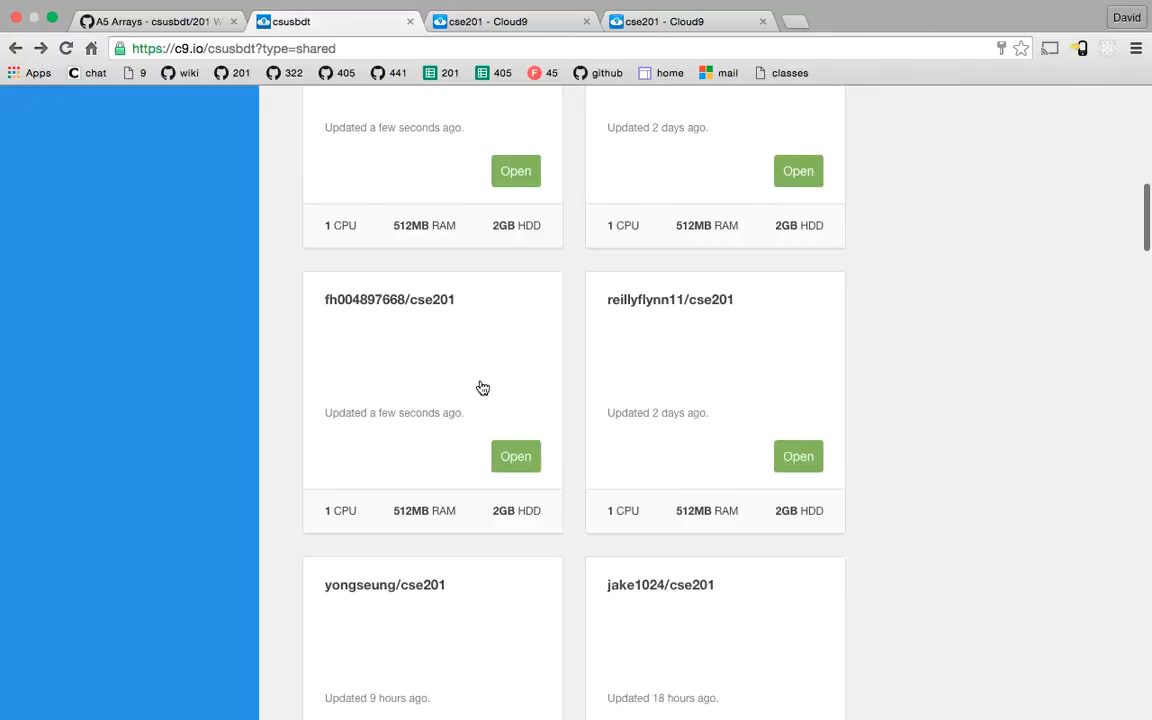 A5 Arrays · csusbdt/201 W
csusbdt
cse201 - Cloud9
cse201 - Cloud9
David
https://c9.io/csusbdt?type=shared
Apps
chat
9
wiki
201
322
405
441
201
405
45
github
home
mail
classes
Updated a few seconds ago.
Updated 2 days ago.
Open
Open
1 CPU 512MB RAM 2GB HDD
1 CPU 512MB RAM 2GB HDD
fh004897668/cse201
reillyflynn11/cse201
Updated a few seconds ago.
Updated 2 days ago.
Open
Open
1 CPU 512MB RAM 2GB HDD
1 CPU 512MB RAM 2GB HDD
yongseung/cse201
jake1024/cse201
Updated 9 hours ago.
Updated 18 hours ago.